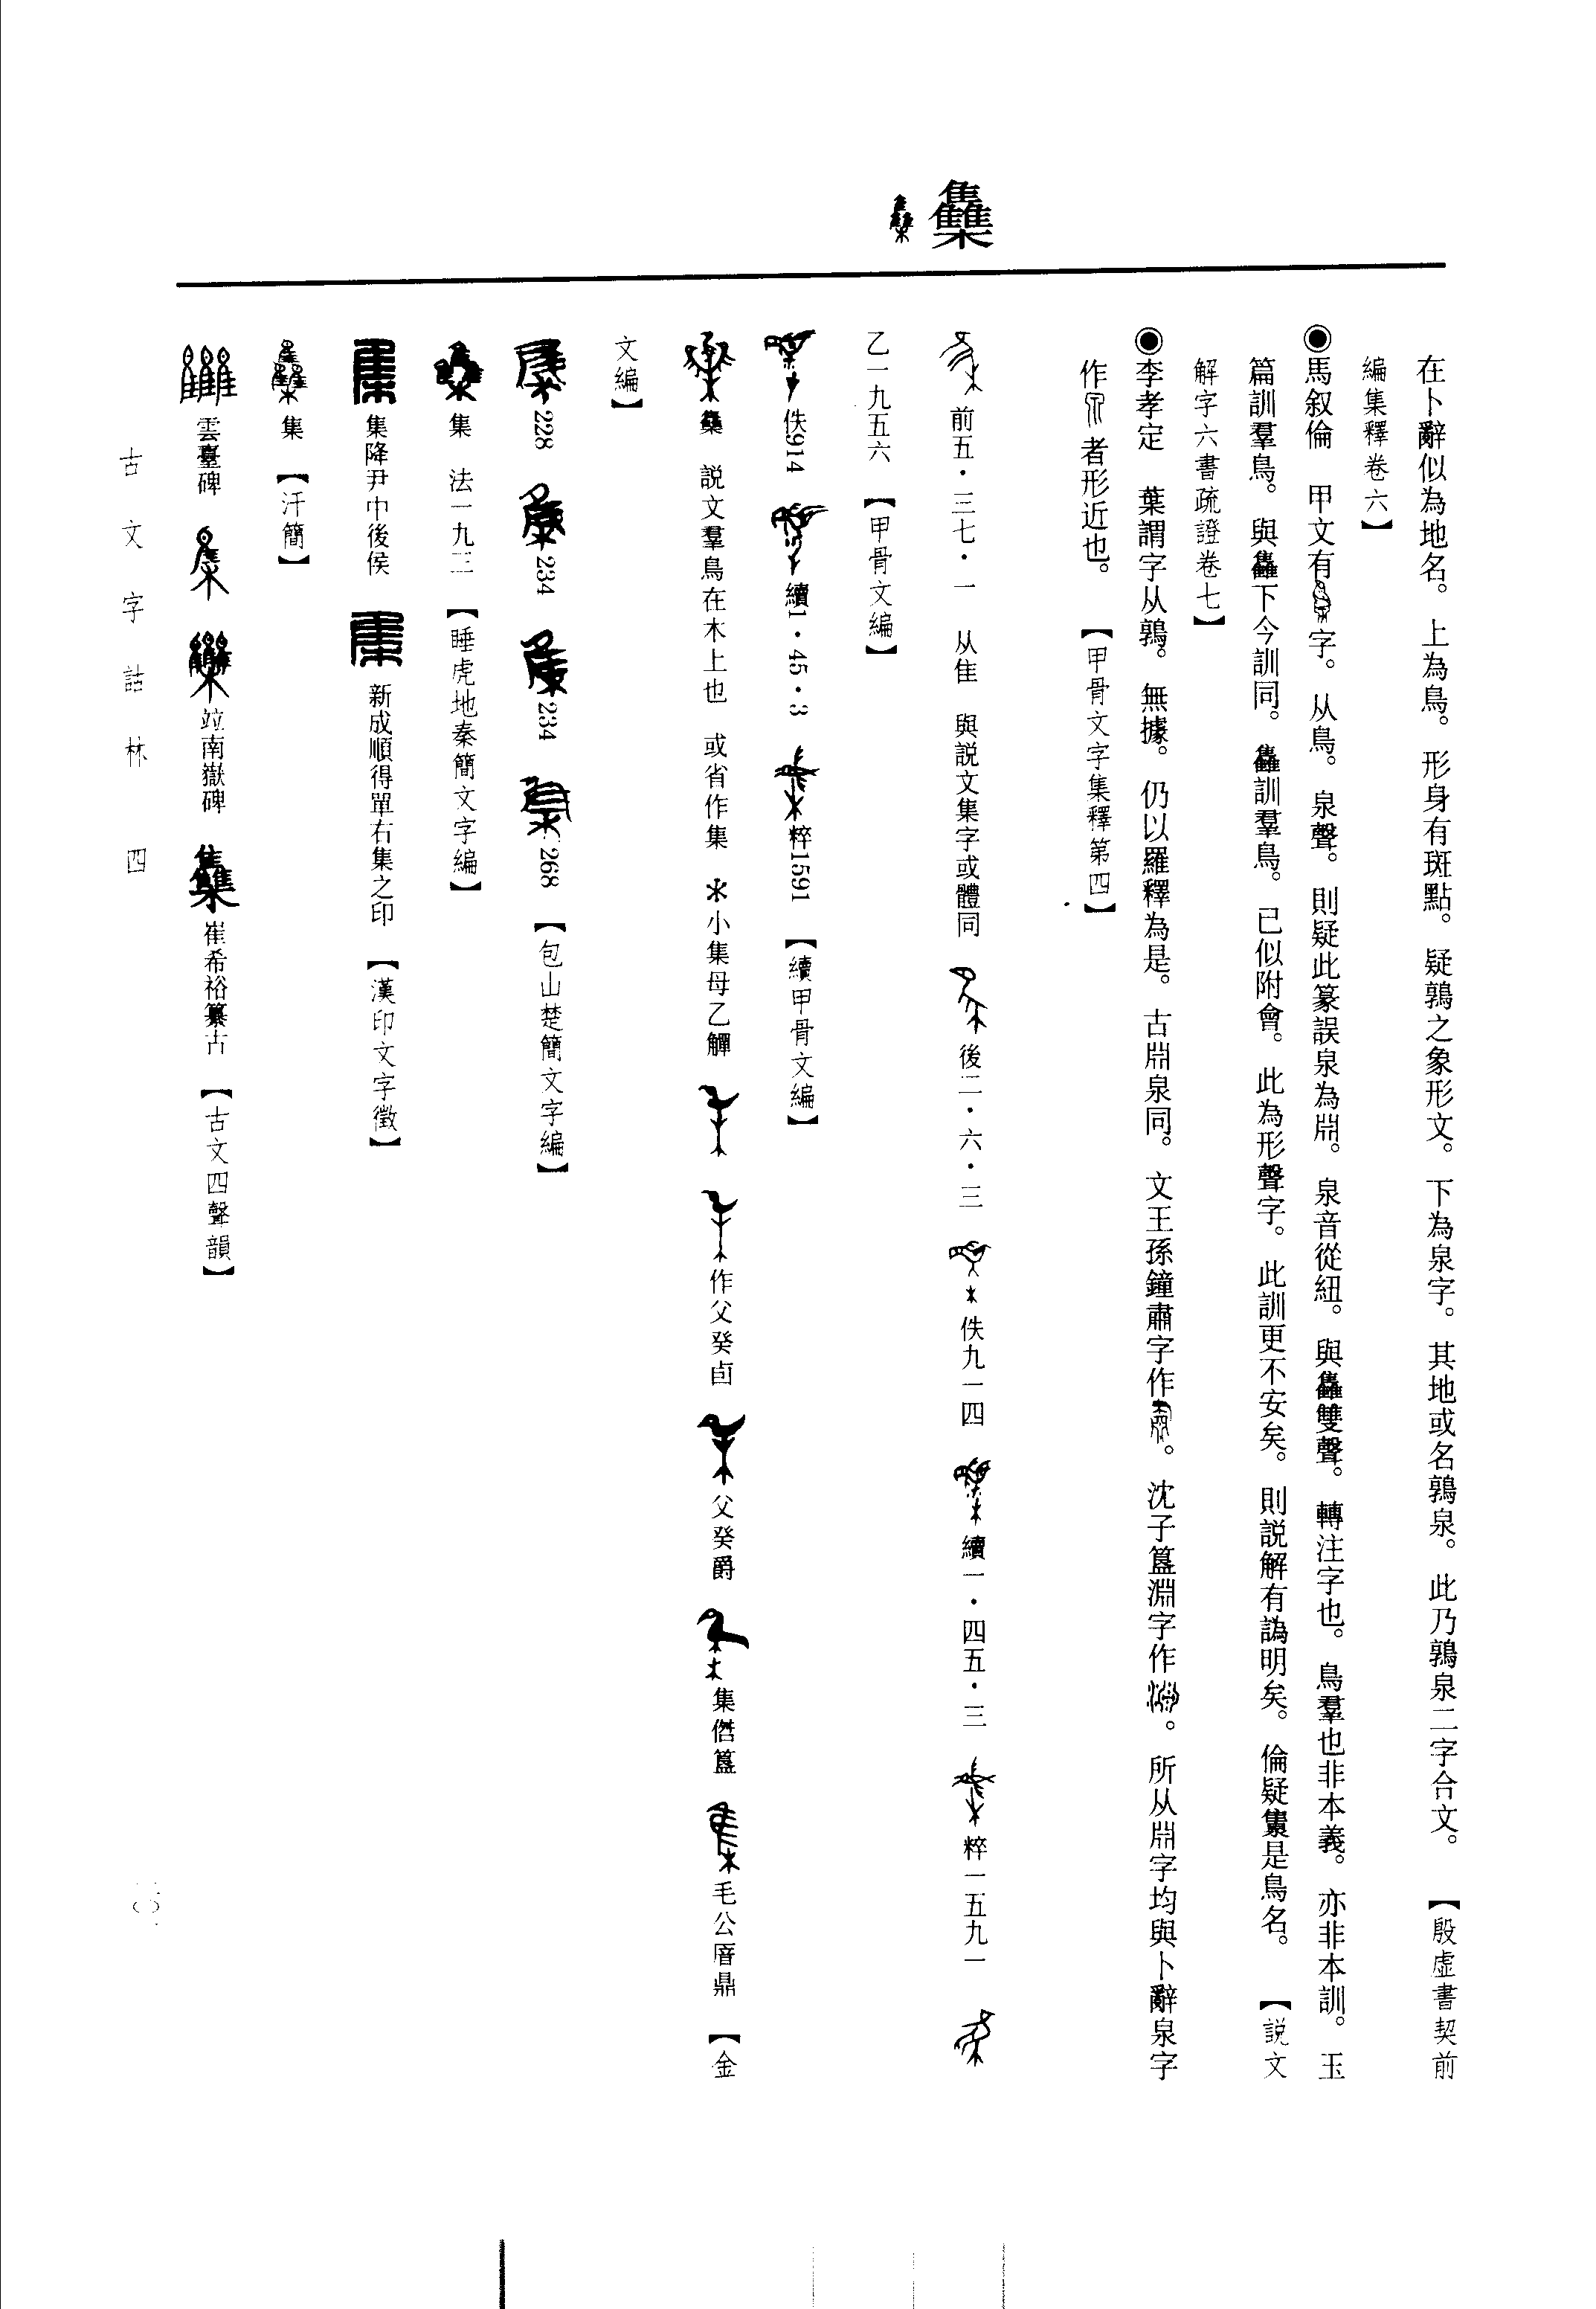 雧
在卜辭似為地名。上為鳥。形身有斑點。疑鶉之象形文。下為泉字。其地或名鶉泉。此乃鶉泉二字合文。【殷虛書契前
編集釋卷六】
◉馬叙倫　甲文有字。从鳥。泉聲。則疑此篆誤泉為𣶒。泉音從紐。與雥雙聲。轉注字也。鳥羣也非本義。亦非本訓。玉
篇訓羣鳥。與雥下今訓同。雥訓羣鳥。已似附會。此為形聲字。此訓更不安矣。則説解有譌明矣。倫疑是鳥名。【説文
解字六書疏證卷七】
◉李孝定　葉謂字从鶉。無據。仍以羅釋為是。古𣶒泉同。文王孫鐘肅字作。沈子簋淵字作。所从𣶒字均與卜辭泉字
作者形近也。【甲骨文字集釋第四】
前五・三七・一　从隹　與説文集字或體同　後二・六・三　佚九一四　續一・四五・三　粹一五九一
乙一九五六【甲骨文編】
佚914　續1・45・3　粹1591【續甲骨文編】
雧　説文羣鳥在木上也　或省作集　小集母乙觶　作父癸卣　父癸爵　集𠍙簋　毛公𢊁鼎【金
文編】
228　234　234　268【包山楚簡文字編】
集　法一九三【睡虎地秦簡文字編】
集降尹中後侯　新成順得單右集之印【漢印文字徵】
集【汗簡】
雲臺碑　竝南嶽碑　崔希裕纂古【古文四聲韻】
古文字詁林　四